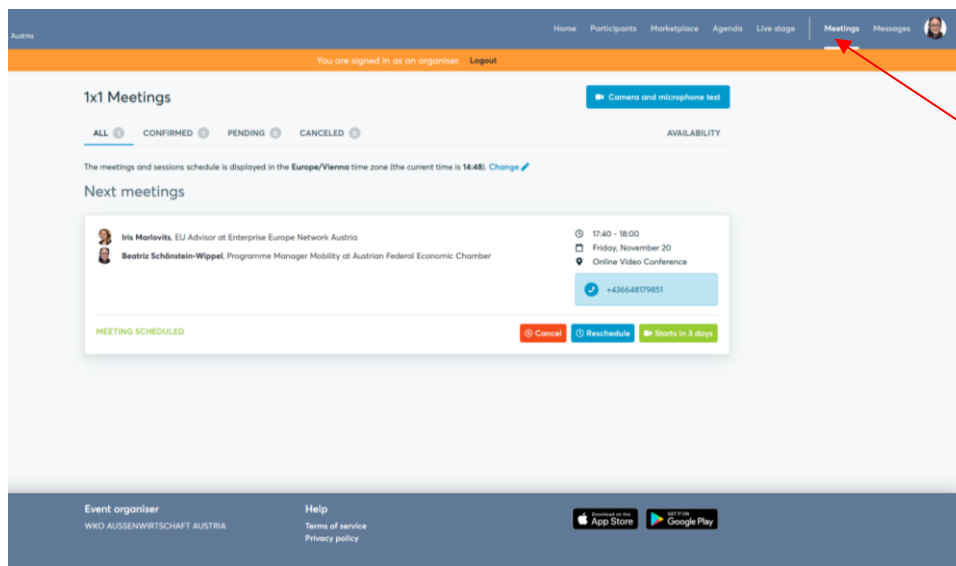 Austria
Home Participants Marketplace Agenda Live stage Meetings Messages
You are signed in as an organiser. Logout
1x1 Meetings
Camera and microphone test
ALL 1 CONFIRMED 1 PENDING 0 CANCELED 0 AVAILABILITY
The meetings and sessions schedule is displayed in the Europe/Vienna time zone (the current time is 14:48). Change
Next meetings
Iris Marlovits, EU Advisor at Enterprise Europe Network Austria
Beatriz Schönstein-Wippel, Programme Manager Mobility at Austrian Federal Economic Chamber
17:40 - 18:00
Friday, November 20
Online Video Conference
+436648179851
MEETING SCHEDULED
Cancel Reschedule Starts in 3 days
Event organiser
WKO AUSSENWIRTSCHAFT AUSTRIA
Help
Terms of service
Privacy policy
Download on the
App Store
GET IT ON
Google Play